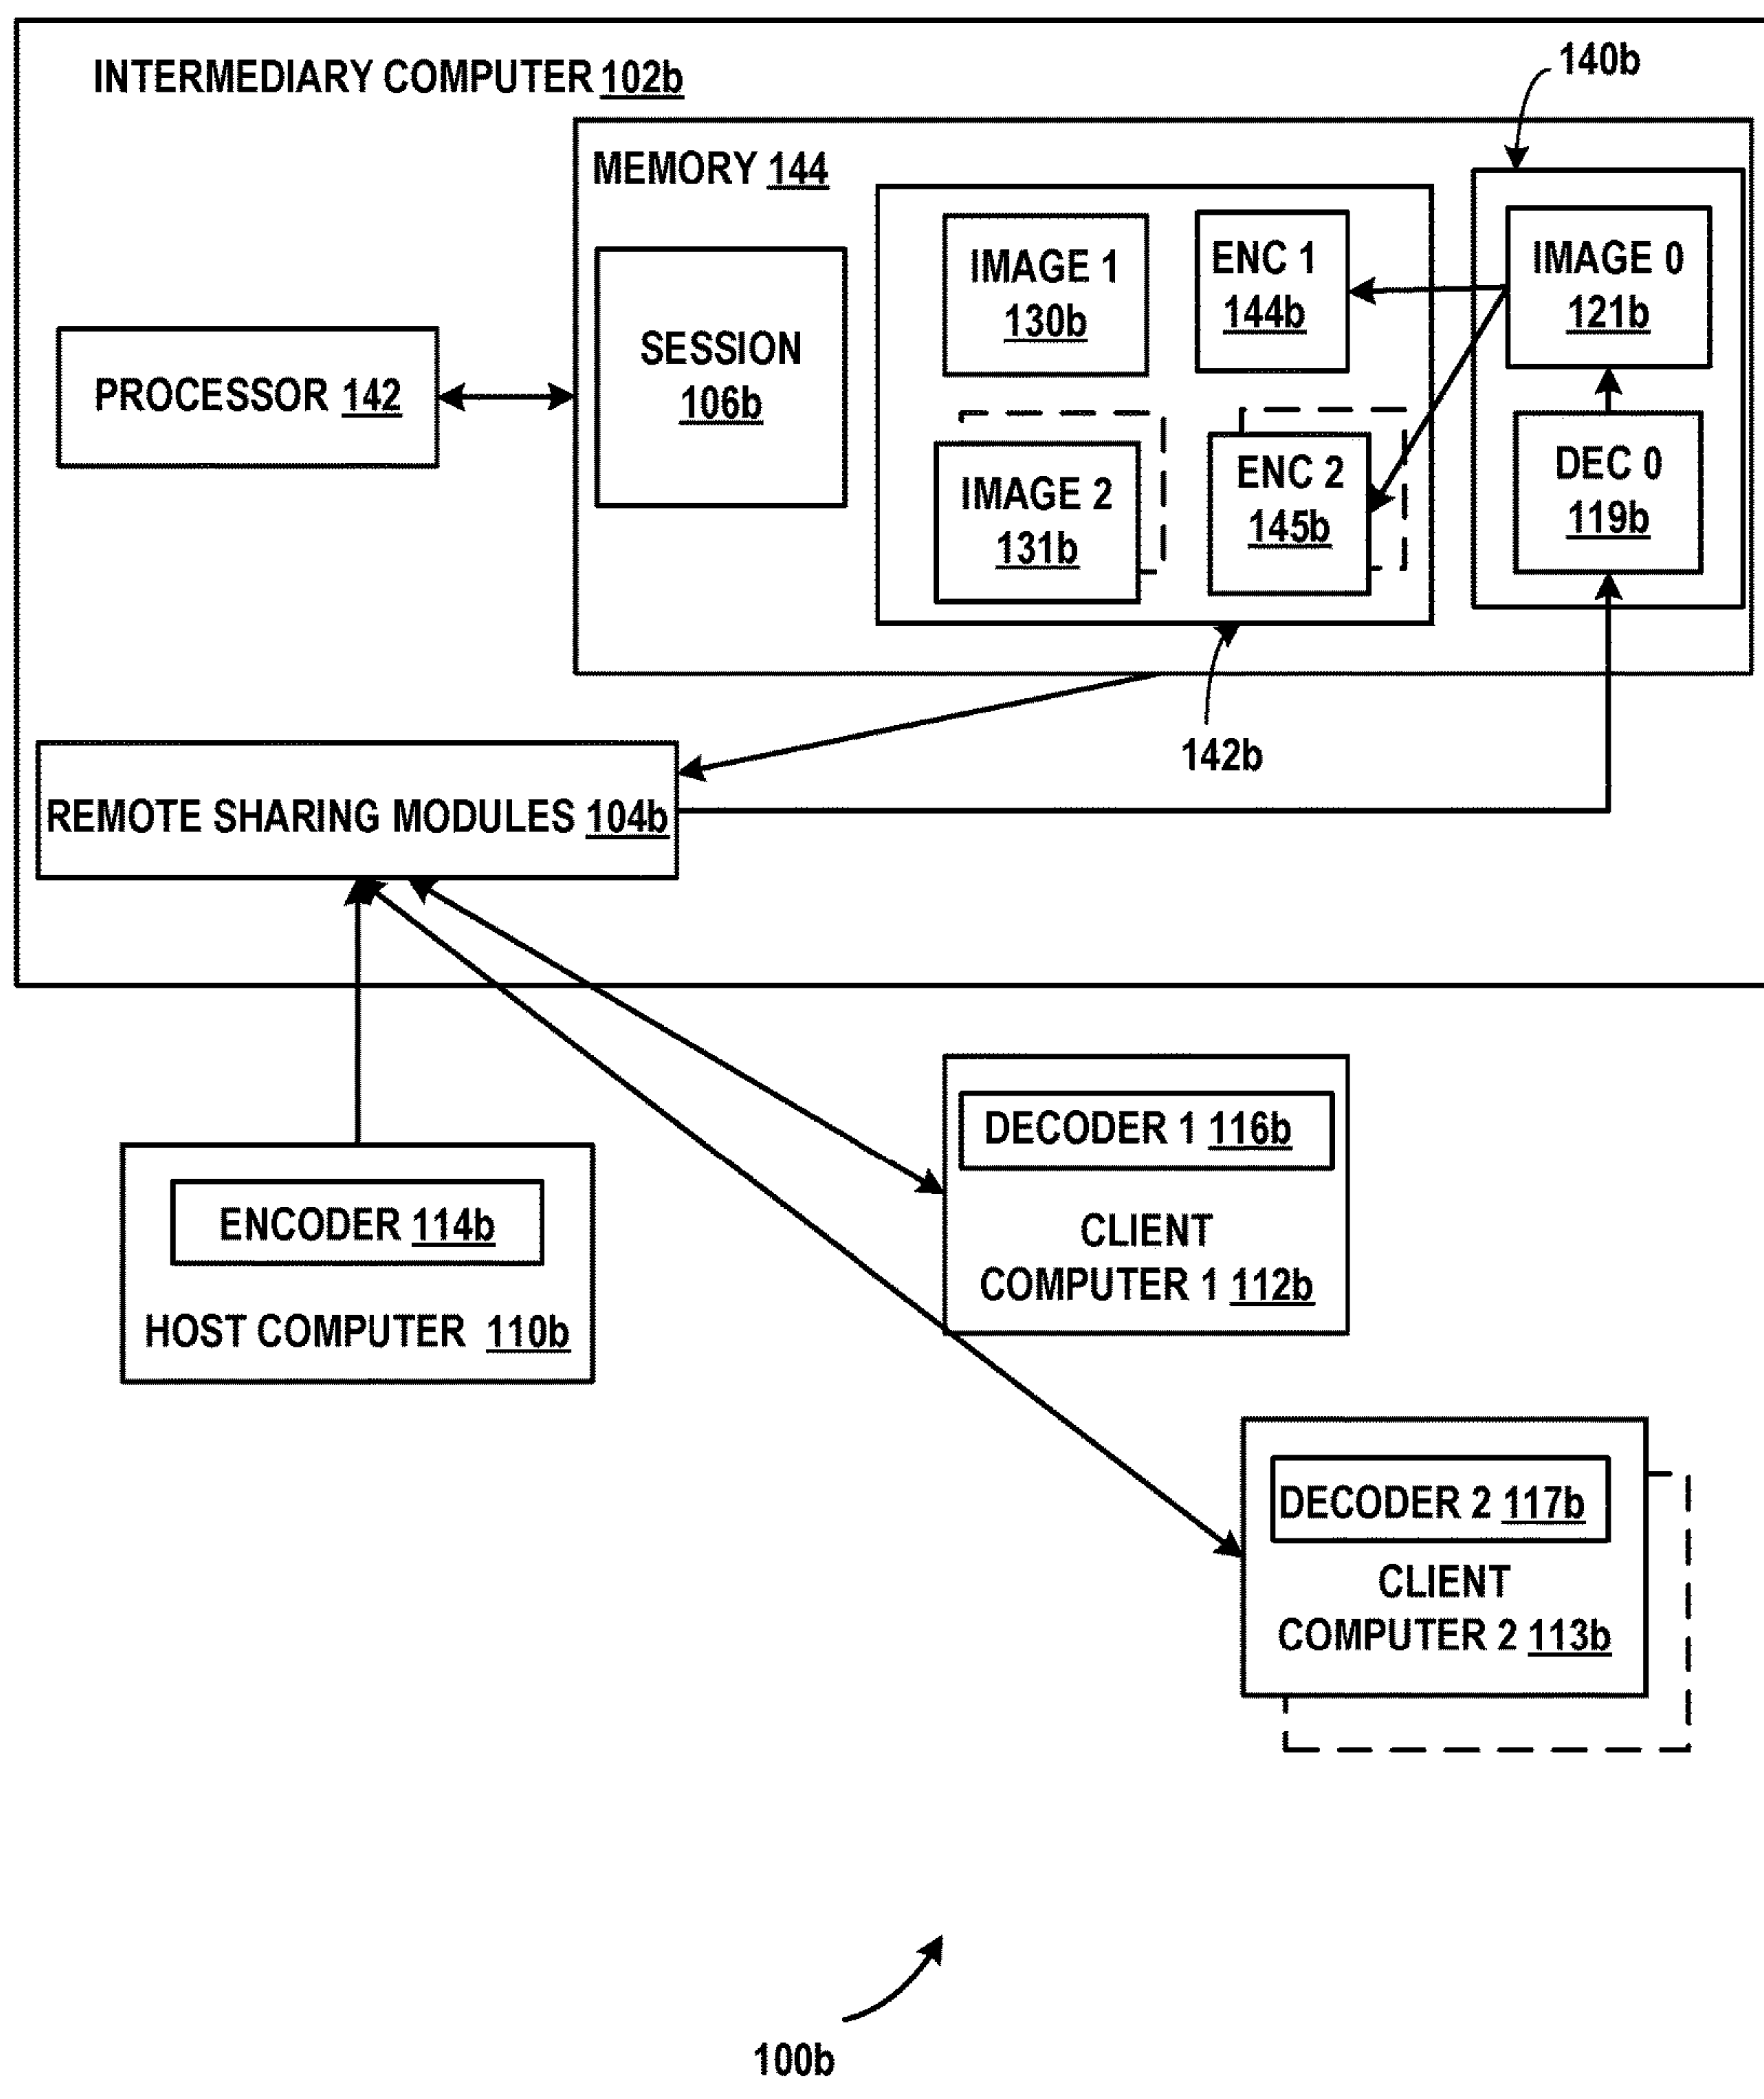 INTERMEDIARY COMPUTER 102b
140b
MEMORY 144
IMAGE 1
130b
ENC 1
144b
IMAGE 0
121b
SESSION
106b
PROCESSOR 142
IMAGE 2
131b
ENC 2
145b
DEC 0
119b
142b
REMOTE SHARING MODULES 104b
DECODER 1 116b
CLIENT
COMPUTER 1 112b
ENCODER 114b
HOST COMPUTER 110b
DECODER 2 117b
CLIENT
COMPUTER 2 113b
100b